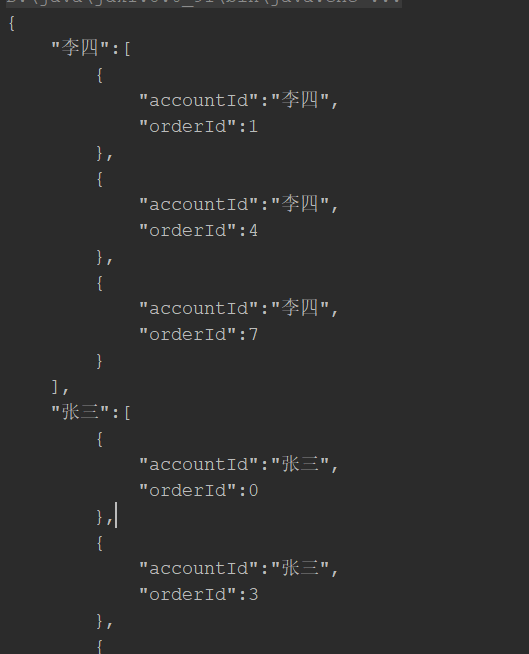 {
    "李四":[
        {
            "accountId":"李四",
            "orderId":1
        },
        {
            "accountId":"李四",
            "orderId":4
        },
        {
            "accountId":"李四",
            "orderId":7
        }
    ],
    "张三":[
        {
            "accountId":"张三",
            "orderId":0
        },
        {
            "accountId":"张三",
            "orderId":3
        },
        {